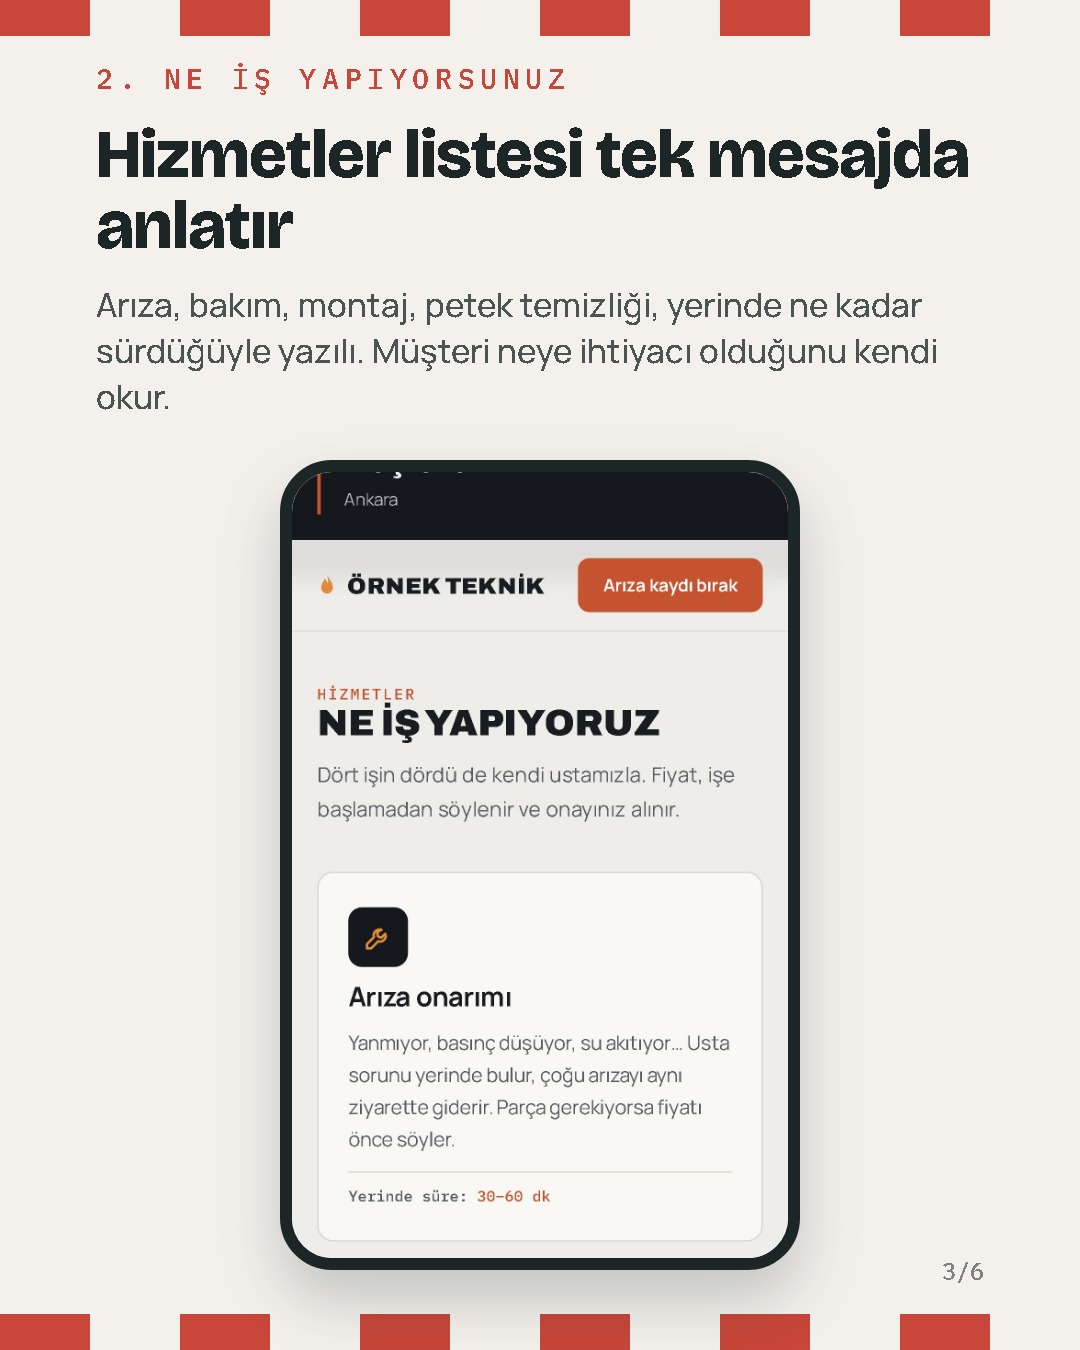 2. NE İŞ YAPIYORSUNUZ
Hizmetler listesi tek mesajda
anlatır
Arıza, bakım, montaj, petek temizliği, yerinde ne kadar
sürdüğüyle yazılı. Müşteri neye ihtiyacı olduğunu kendi
okur.
Ankara
ÖRNEK TEKNİK
Arıza kaydı bırak
HİZMETLER
NE İŞ YAPIYORUZ
Dört işin dördü de kendi ustamızla. Fiyat, işe
başlamadan söylenir ve onayınız alınır.
Arıza onarımı
Yanmıyor, basınç düşüyor, su akıtıyor... Usta
sorunu yerinde bulur, çoğu arızayı aynı
ziyarette giderir. Parça gerekiyorsa fiyatı
önce söyler.
Yerinde süre: 30–60 dk
3/6